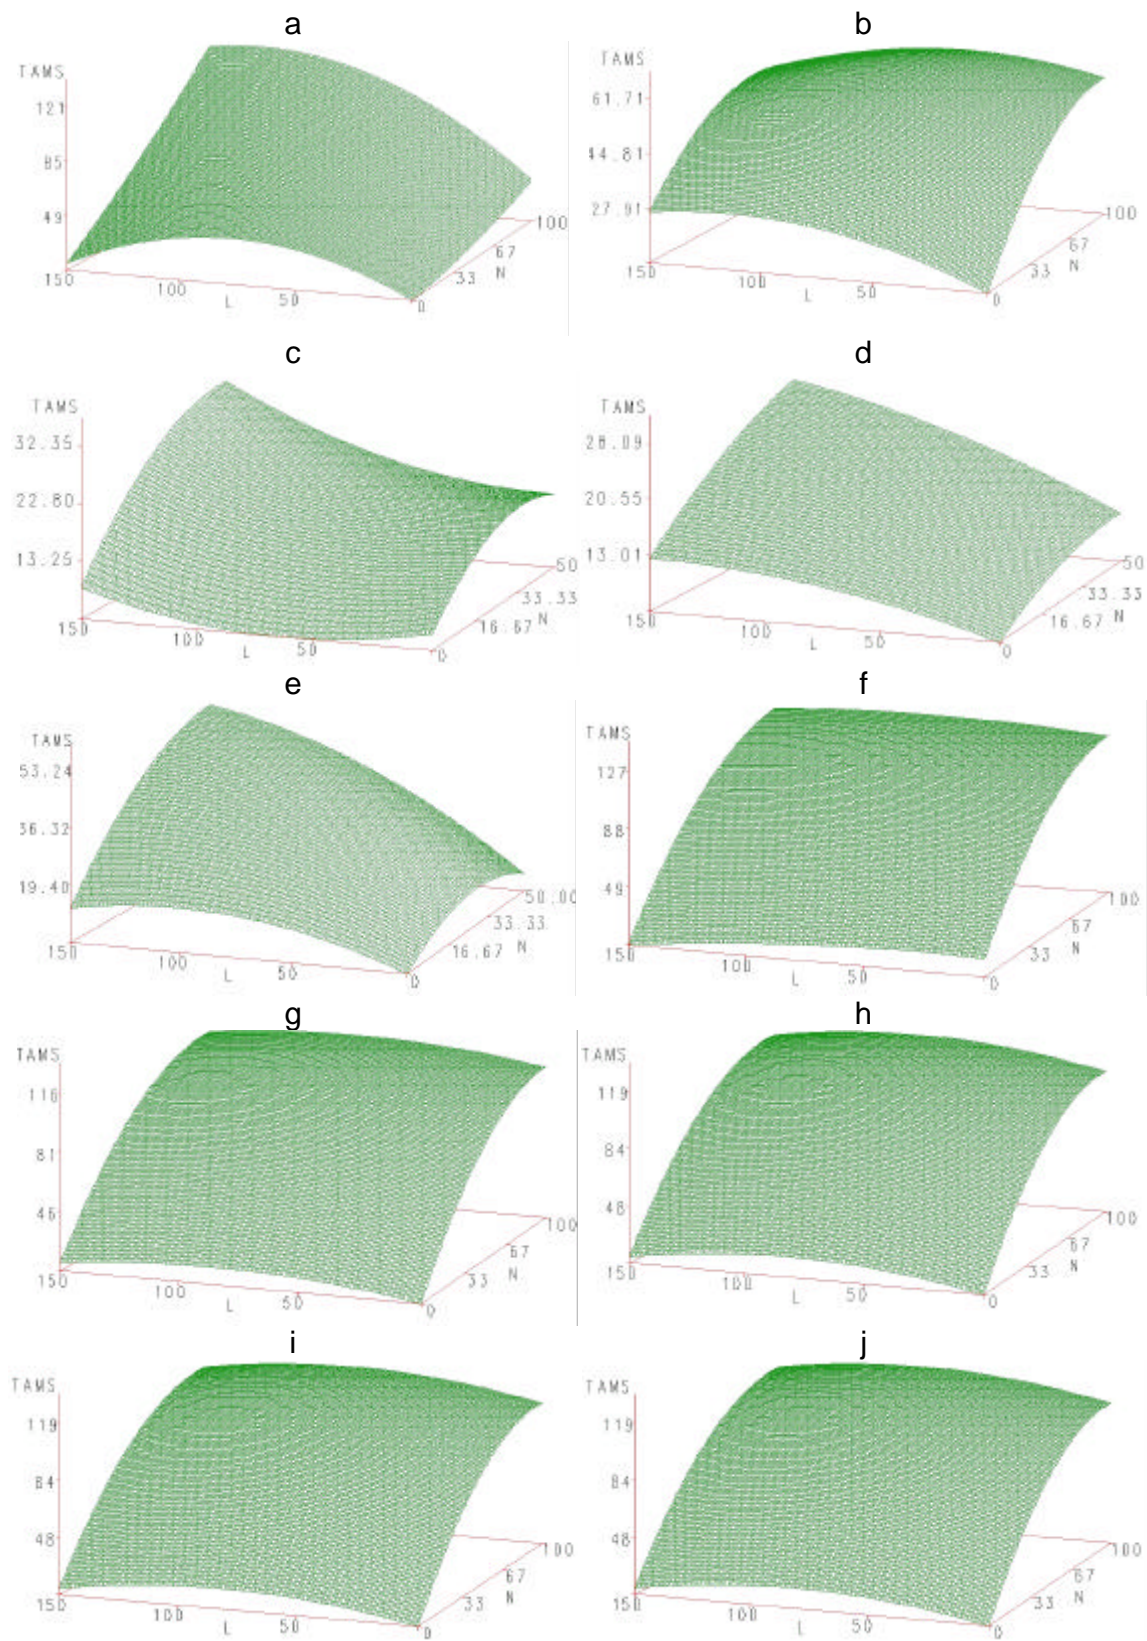 a
TAMS
121
85
49
150
100
50
0
L
33
67
100
N
b
TAMS
61.71
44.81
27.91
150
100
50
0
L
33
67
100
N
c
TAMS
32.35
22.80
13.25
150
100
50
0
L
16.67
33.33
50
N
d
TAMS
28.09
20.55
13.01
150
100
50
0
L
16.67
33.33
50
N
e
TAMS
53.24
36.32
19.40
150
100
50
0
L
16.67
33.33
50.00
N
f
TAMS
127
88
49
150
100
50
0
L
33
67
100
N
g
TAMS
116
81
46
150
100
50
0
L
33
67
100
N
h
TAMS
119
84
48
150
100
50
0
L
33
67
100
N
i
TAMS
119
84
48
150
100
50
0
L
33
67
100
N
j
TAMS
119
84
48
150
100
50
0
L
33
67
100
N